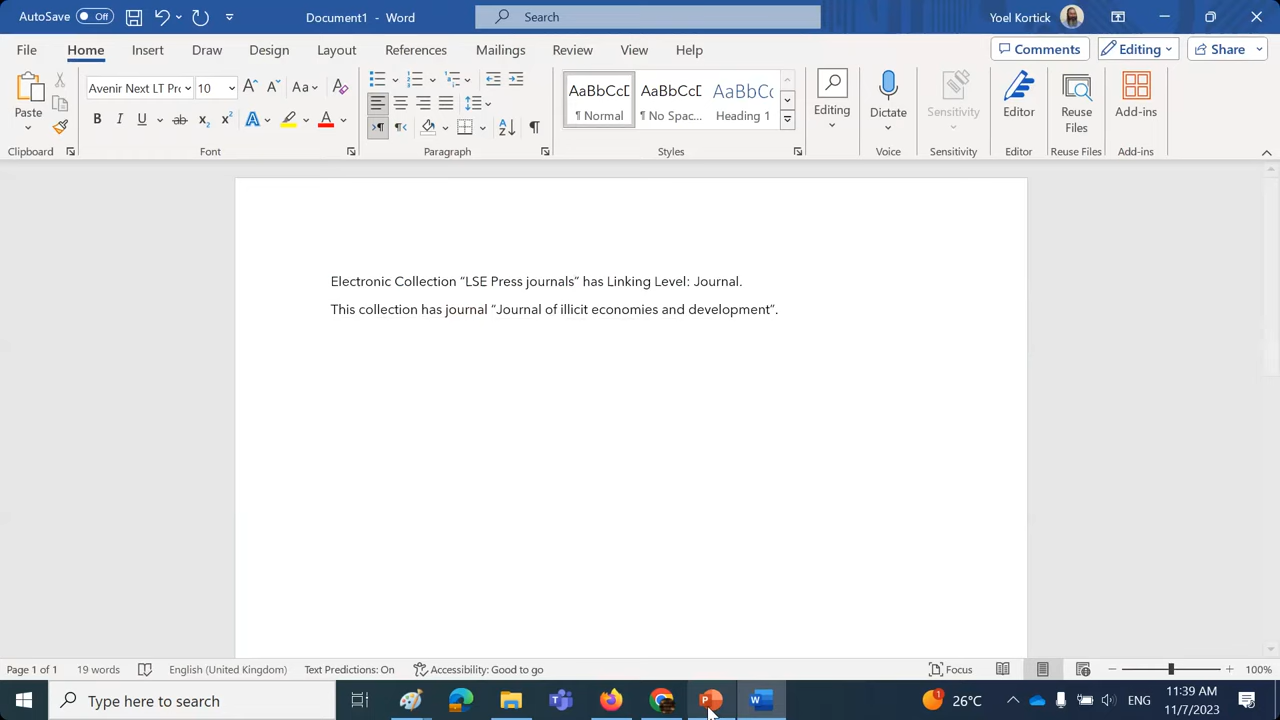 AutoSave Off Document1 - Word Search Yoel Kortick
File Home Insert Draw Design Layout References Mailings Review View Help Comments Editing Share
Avenir Next LT Pro 10 Aa
AaBbCcD AaBbCcD AaBbCc
¶ Normal ¶ No Spac... Heading 1
Paste Editing Dictate Sensitivity Editor Reuse Files Add-ins
Clipboard Font Paragraph Styles Voice Sensitivity Editor Reuse Files Add-ins
Electronic Collection “LSE Press journals” has Linking Level: Journal.
This collection has journal “Journal of illicit economies and development”.
Page 1 of 1 19 words English (United Kingdom) Text Predictions: On Accessibility: Good to go Focus 100%
Type here to search 1 26°C ENG 11:39 AM
11/7/2023